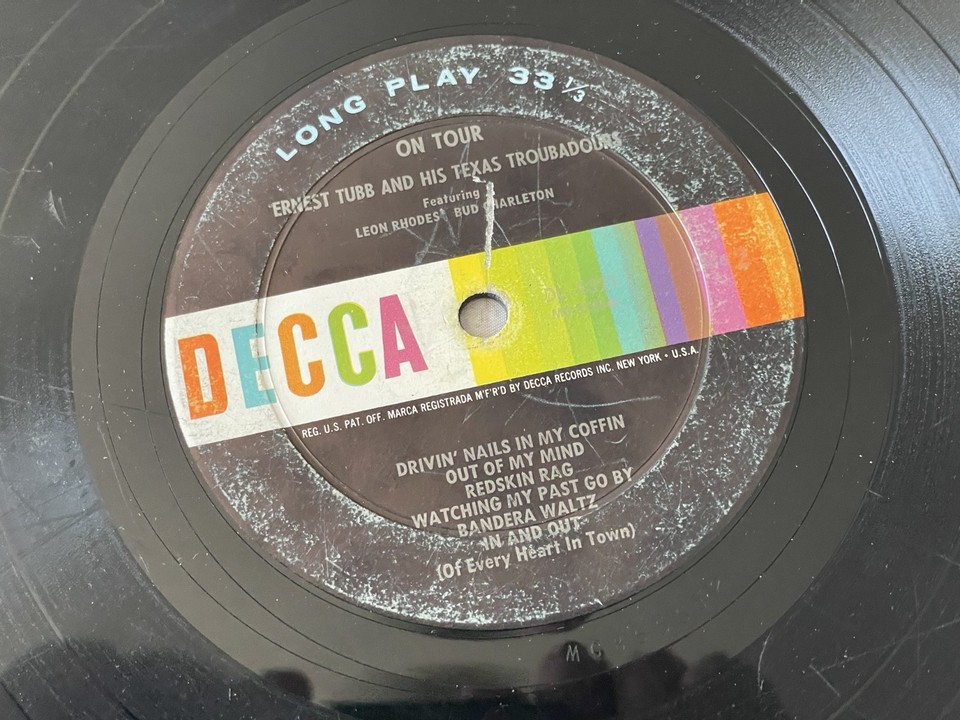 LONG PLAY 33 1/3
ON TOUR
ERNEST TUBB AND HIS TEXAS TROUBADOURS
Featuring
LEON RHODES BUD CHARLETON
DECCA
REG. U.S. PAT. OFF. MARCA REGISTRADA M'F'R'D BY DECCA RECORDS INC. NEW YORK • U.S.A.
DRIVIN' NAILS IN MY COFFIN
OUT OF MY MIND
REDSKIN RAG
WATCHING MY PAST GO BY
BANDERA WALTZ
IN AND OUT
(Of Every Heart In Town)